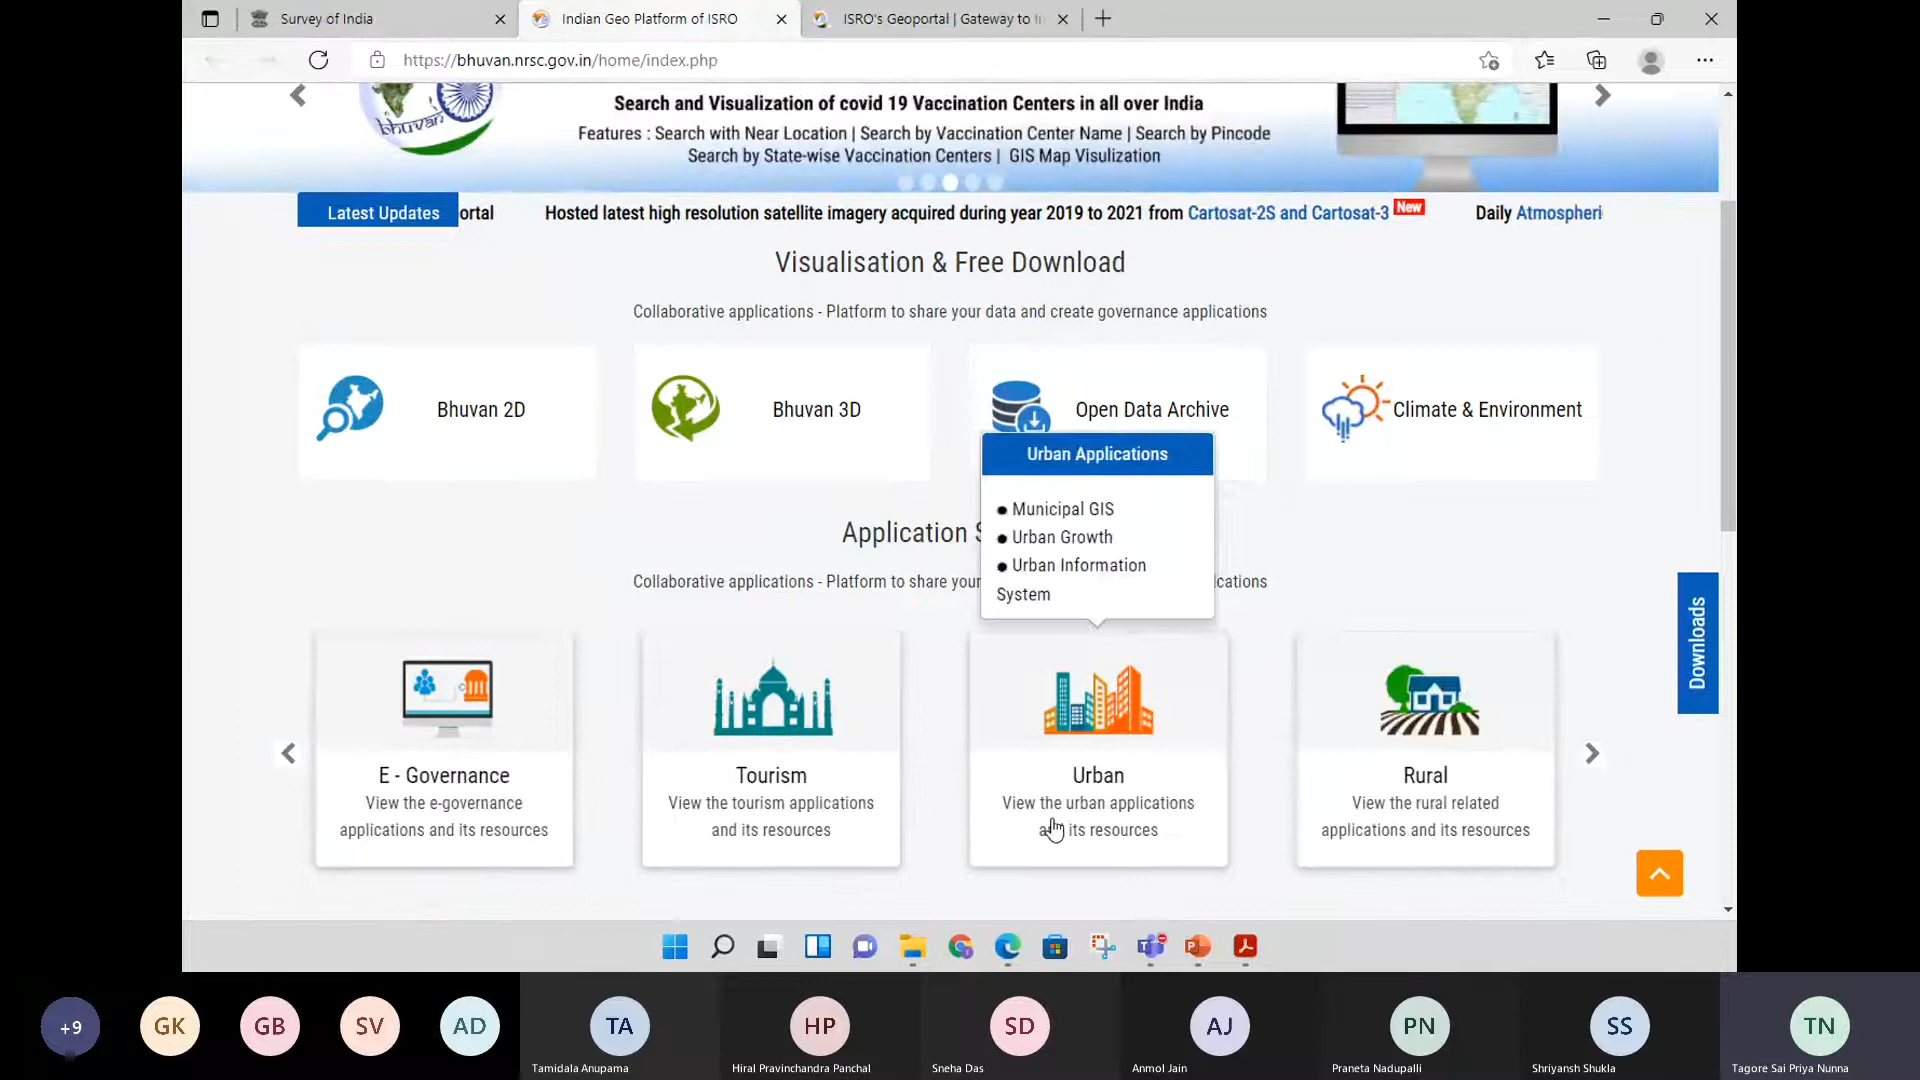 Survey of India
Indian Geo Platform of ISRO
ISRO's Geoportal | Gateway to
https://bhuvan.nrsc.gov.in/home/index.php
bhuvan
Search and Visualization of covid 19 Vaccination Centers in all over India
Features : Search with Near Location | Search by Vaccination Center Name | Search by Pincode
Search by State-wise Vaccination Centers | GIS Map Visulization
Latest Updates ortal Hosted latest high resolution satellite imagery acquired during year 2019 to 2021 from Cartosat-2S and Cartosat-3 New Daily Atmospheri
Visualisation & Free Download
Collaborative applications - Platform to share your data and create governance applications
Bhuvan 2D
Bhuvan 3D
Open Data Archive
Climate & Environment
Urban Applications
● Municipal GIS
● Urban Growth
● Urban Information
System
Application S
Collaborative applications - Platform to share your cations
Downloads
E - Governance
View the e-governance
applications and its resources
Tourism
View the tourism applications
and its resources
Urban
View the urban applications
its resources
Rural
View the rural related
applications and its resources
+9
GK
GB
SV
AD
TA
Tamidala Anupama
HP
Hiral Pravinchandra Panchal
SD
Sneha Das
AJ
Anmol Jain
PN
Praneta Nadupalli
SS
Shriyansh Shukla
TN
Tagore Sai Priya Nunna